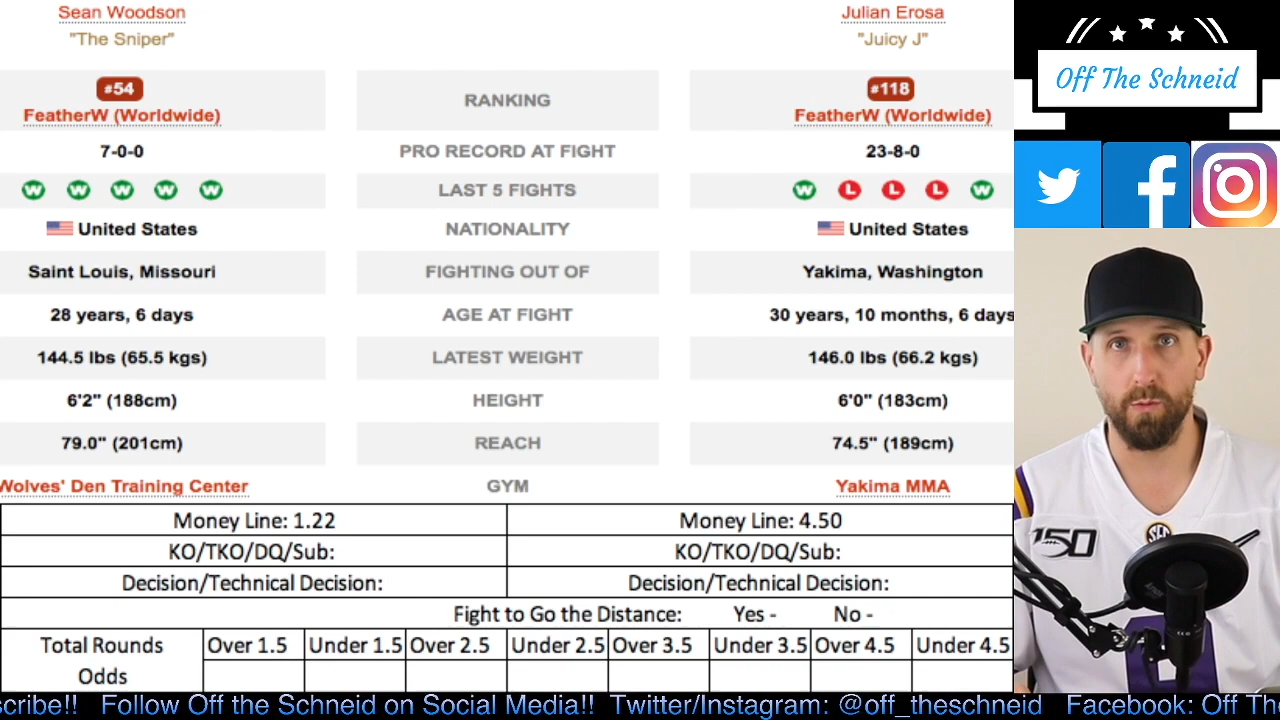 Sean Woodson
"The Sniper"
Julian Erosa
"Juicy J"
#54
FeatherW (Worldwide)
RANKING
#118
FeatherW (Worldwide)
7-0-0
PRO RECORD AT FIGHT
23-8-0
W W W W W
LAST 5 FIGHTS
W L L L W
United States
NATIONALITY
United States
Saint Louis, Missouri
FIGHTING OUT OF
Yakima, Washington
28 years, 6 days
AGE AT FIGHT
30 years, 10 months, 6 days
144.5 lbs (65.5 kgs)
LATEST WEIGHT
146.0 lbs (66.2 kgs)
6'2" (188cm)
HEIGHT
6'0" (183cm)
79.0" (201cm)
REACH
74.5" (189cm)
Wolves' Den Training Center
GYM
Yakima MMA
Money Line: 1.22
Money Line: 4.50
KO/TKO/DQ/Sub:
KO/TKO/DQ/Sub:
Decision/Technical Decision:
Decision/Technical Decision:
Fight to Go the Distance: Yes - No -
Total Rounds Over 1.5 Under 1.5 Over 2.5 Under 2.5 Over 3.5 Under 3.5 Over 4.5 Under 4.5
Odds
Off The Schneid
150
SEC
scribe!! Follow Off the Schneid on Social Media!! Twitter/Instagram: @off_theschneid Facebook: Off Th